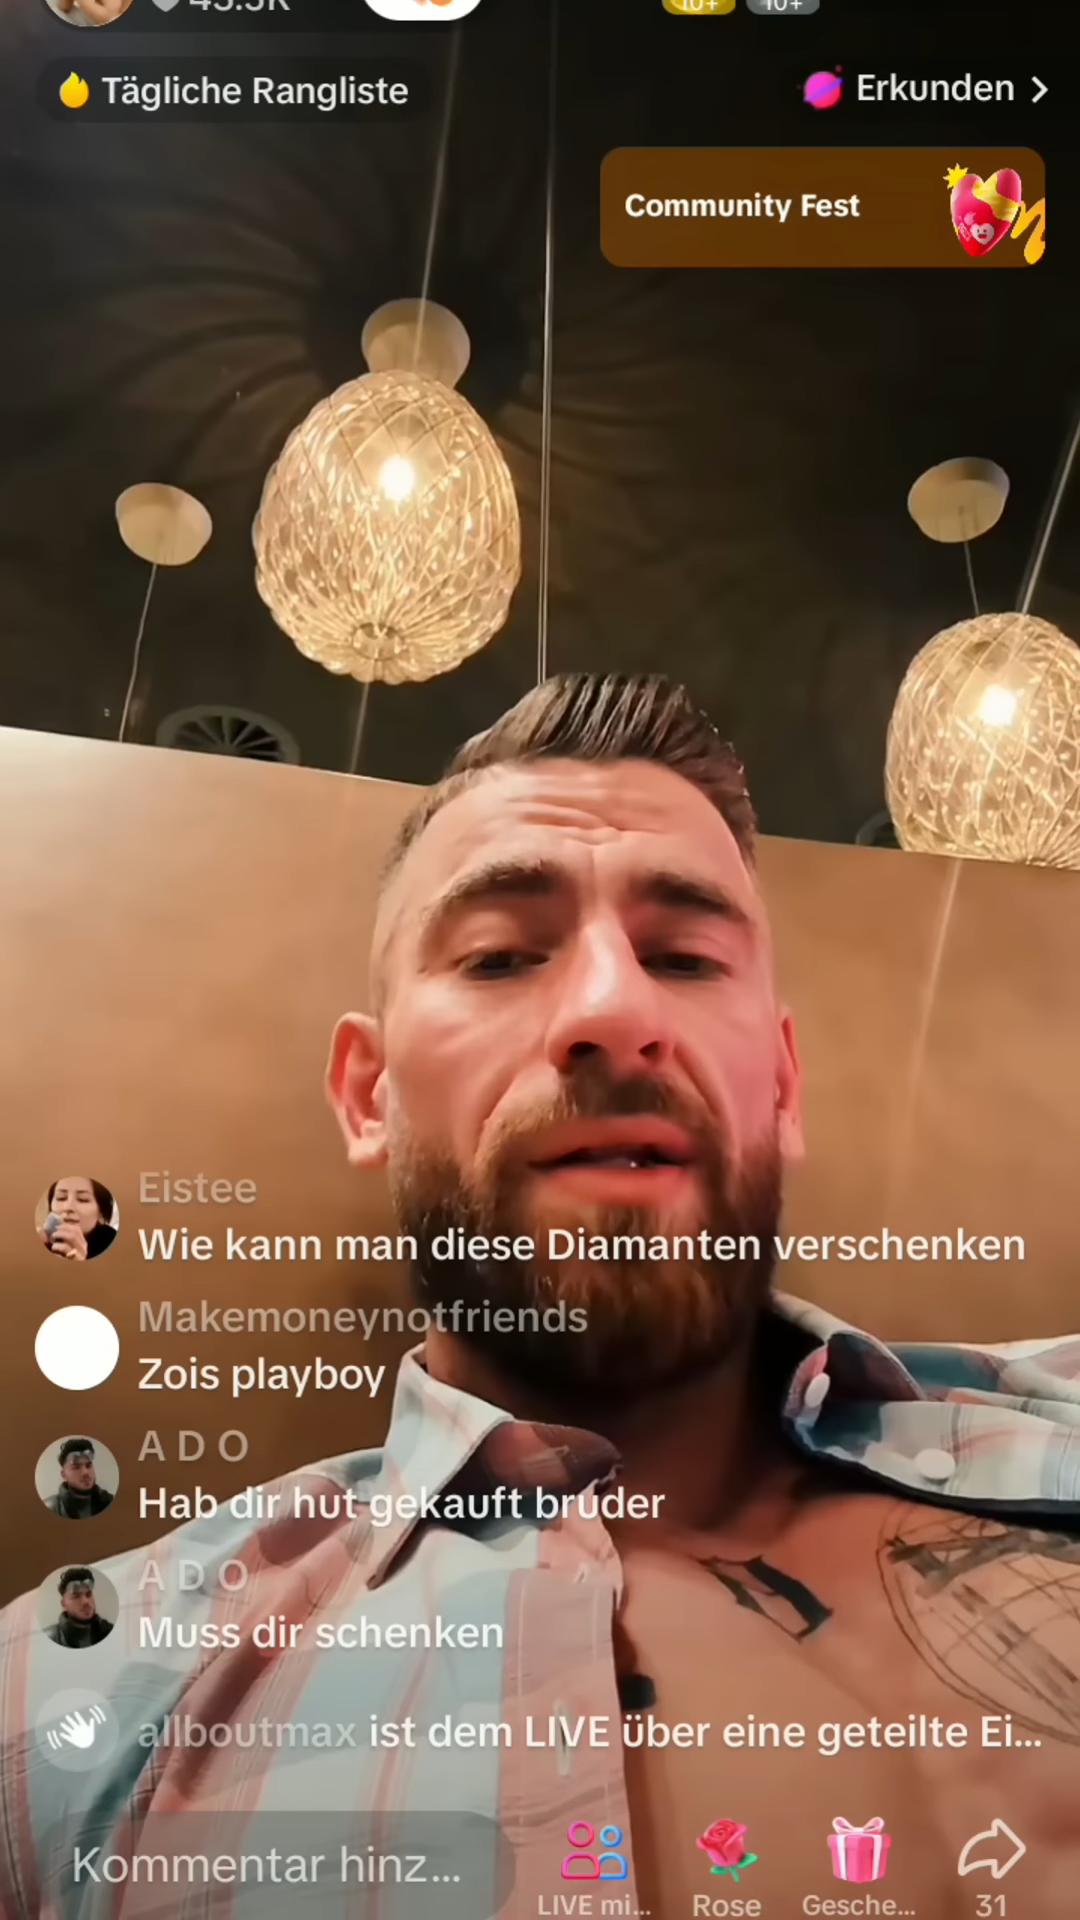 Tägliche Rangliste
Erkunden
Community Fest
Eistee
Wie kann man diese Diamanten verschenken
Makemoneynotfriends
Zois playboy
A D O
Hab dir hut gekauft bruder
A D O
Muss dir schenken
allboutmax ist dem LIVE über eine geteilte Ei...
Kommentar hinz...
LIVE mi...
Rose
Gesche...
31